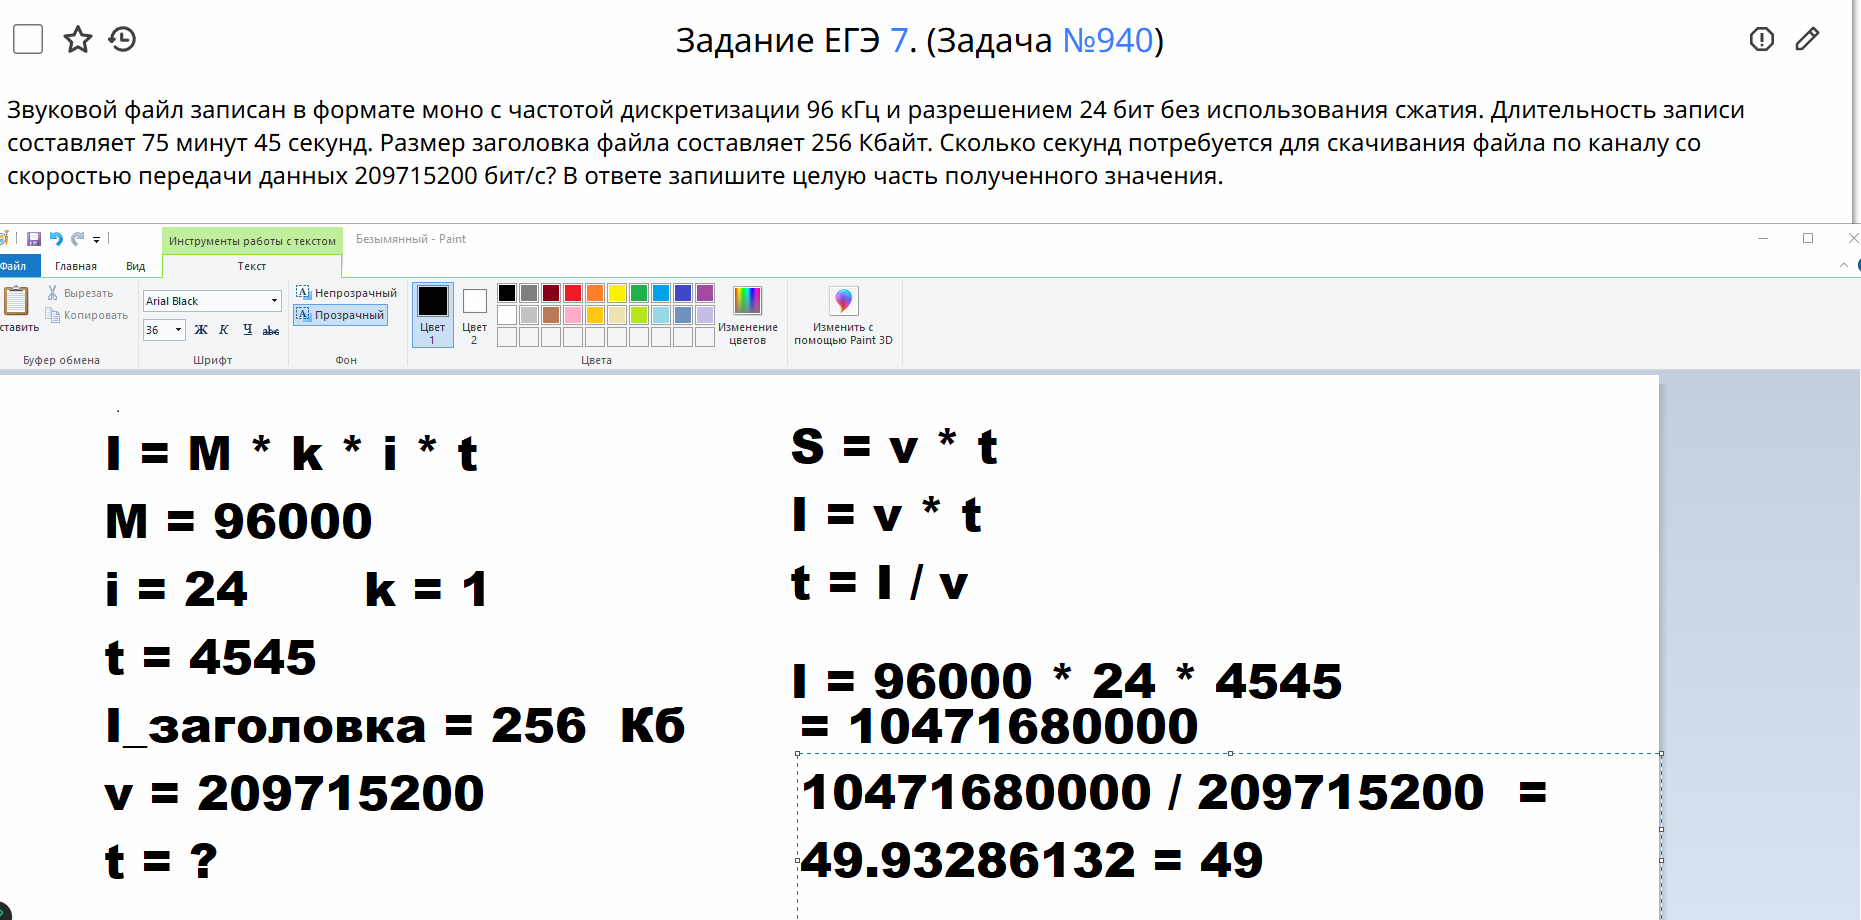 Задание ЕГЭ 7. (Задача №940)
Звуковой файл записан в формате моно с частотой дискретизации 96 кГц и разрешением 24 бит без использования сжатия. Длительность записи
составляет 75 минут 45 секунд. Размер заголовка файла составляет 256 Кбайт. Сколько секунд потребуется для скачивания файла по каналу со
скоростью передачи данных 209715200 бит/с? В ответе запишите целую часть полученного значения.
Инструменты работы с текстом
Безымянный - Paint
Файл
Главная
Вид
Текст
ставить
Вырезать
Копировать
Буфер обмена
Arial Black
36
Ж К Ч abc
Шрифт
Непрозрачный
Прозрачный
Фон
Цвет
1
Цвет
2
Цвета
Изменение
цветов
Изменить с
помощью Paint 3D
I = M * k * i * t
M = 96000
i = 24 k = 1
t = 4545
I_заголовка = 256 Кб
v = 209715200
t = ?
S = v * t
I = v * t
t = I / v
I = 96000 * 24 * 4545
= 10471680000
10471680000 / 209715200 =
49.93286132 = 49